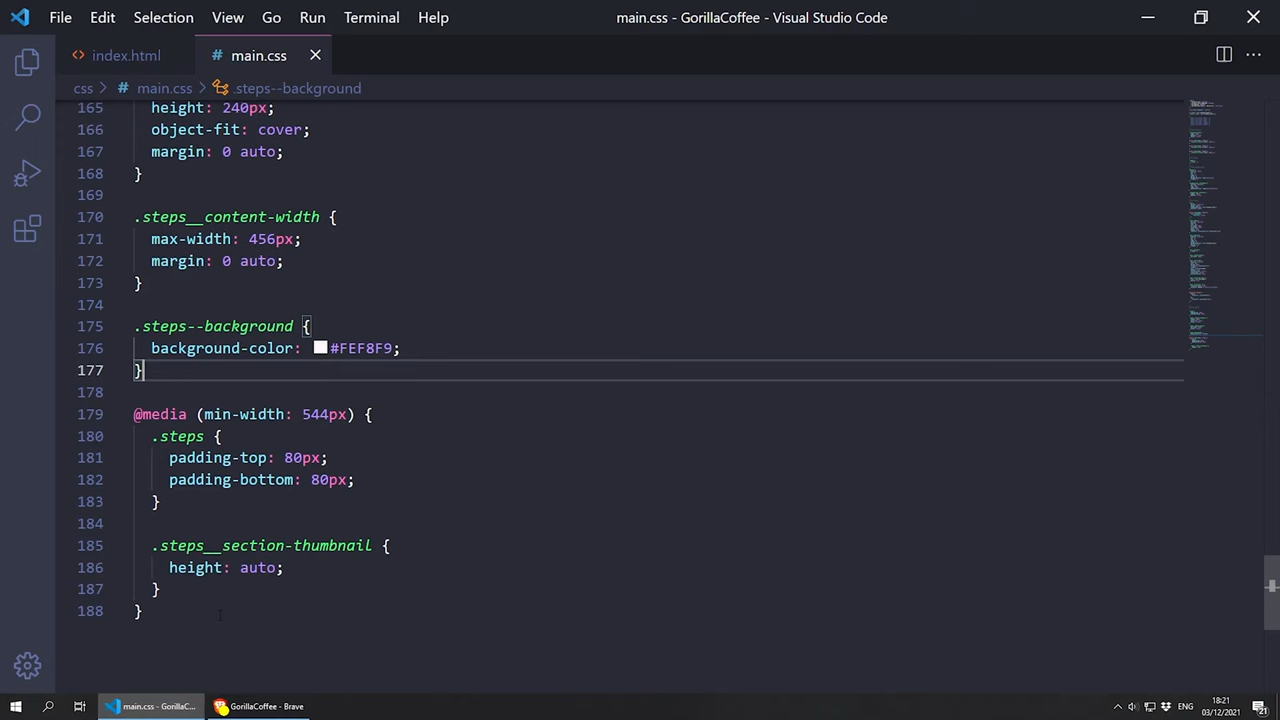 File Edit Selection View Go Run Terminal Help main.css - GorillaCoffee - Visual Studio Code
index.html # main.css
css > # main.css > .steps--background
165 height: 240px;
166 object-fit: cover;
167 margin: 0 auto;
168 }
169
170 .steps__content-width {
171 max-width: 456px;
172 margin: 0 auto;
173 }
174
175 .steps--background {
176 background-color: #FEF8F9;
177 }
178
179 @media (min-width: 544px) {
180 .steps {
181 padding-top: 80px;
182 padding-bottom: 80px;
183 }
184
185 .steps__section-thumbnail {
186 height: auto;
187 }
188 }
main.css - GorillaC... GorillaCoffee - Brave ENG 18:21
03/12/2021